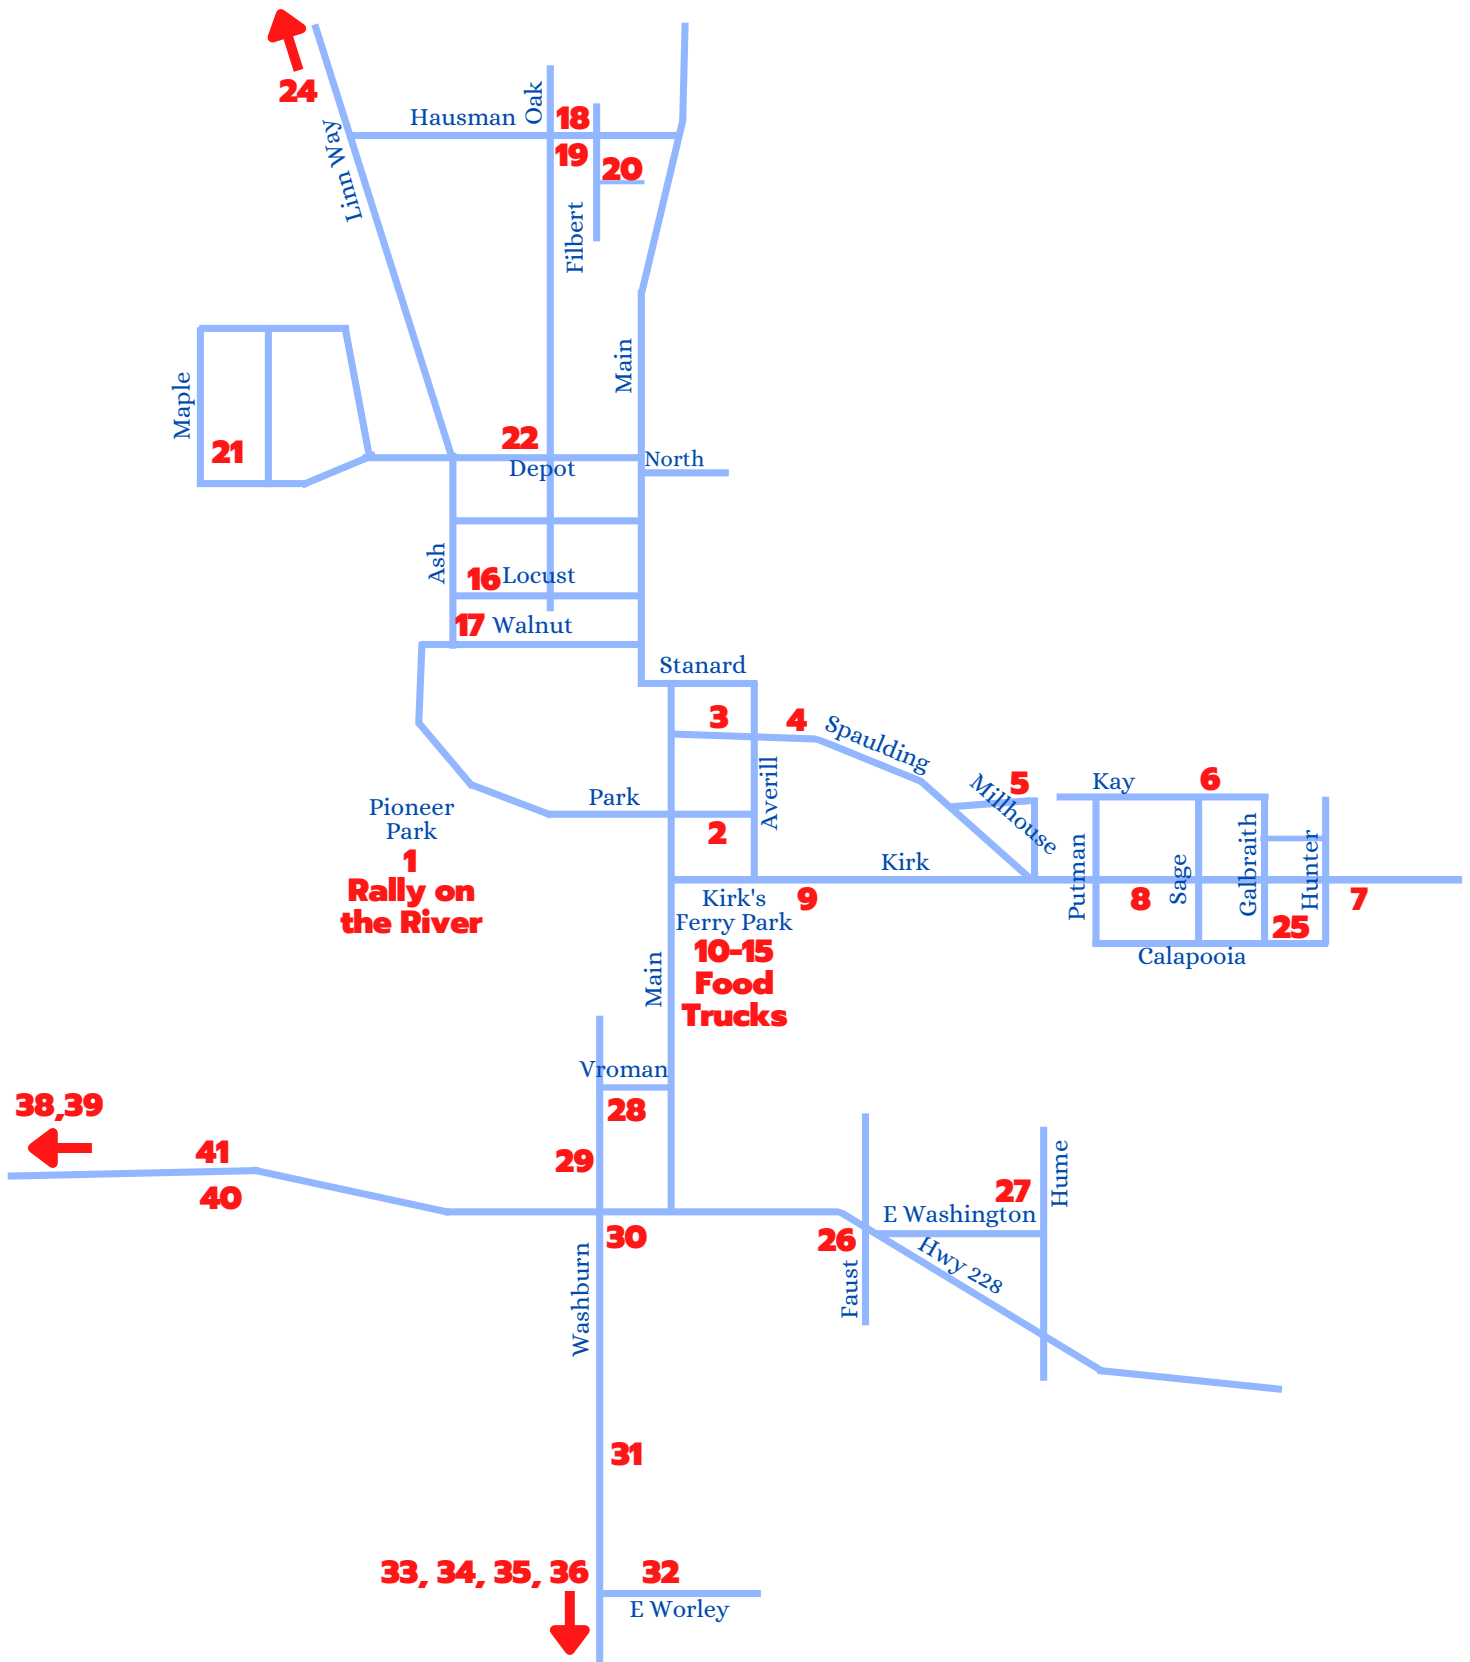 24
Hausman
Oak
18
19
20
Linn Way
Filbert
Main
Maple
21
22
Depot
North
Ash
16
Locust
17
Walnut
Stanard
3
4
Spaulding
Averill
5
Millhouse
Kay
6
Park
2
Pioneer
Park
1
Rally on
the River
Kirk
Kirk's
Ferry Park
9
10-15
Food
Trucks
Putman
8
Sage
Galbraith
Hunter
7
25
Calapooia
Main
Vroman
28
29
38,39
41
40
30
Washburn
26
Faust
27
Hume
E Washington
Hwy 228
31
33, 34, 35, 36
32
E Worley